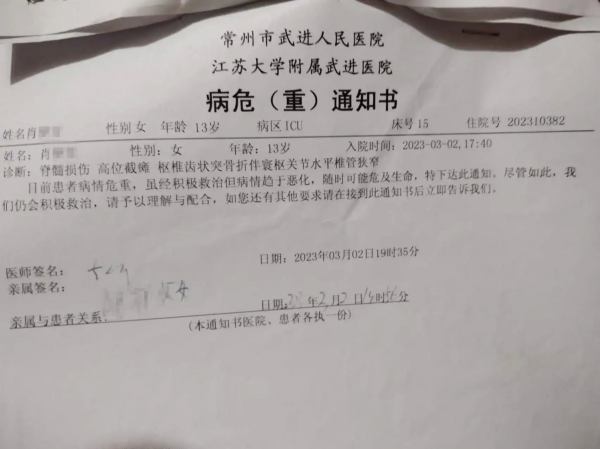 常州市武进人民医院
江苏大学附属武进医院
病危（重）通知书
姓名肖 性别女 年龄 13岁 病区ICU 床号15 住院号 202310382
姓名：肖 性别：女 年龄：13岁 入院时间：2023-03-02,17:40
诊断：脊髓损伤 高位截瘫 枢椎齿状突骨折伴寰枢关节水平椎管狭窄
目前患者病情危重，虽经积极救治但病情趋于恶化，随时可能危及生命，特下达此通知。尽管如此，我
们仍会积极救治，请予以理解与配合，如您还有其他要求请在接到此通知书后立即告诉我们。
日期：2023年03月02日19时35分
医师签名：
亲属签名：
日期： 年 月 日 时 分
亲属与患者关系： 女
(本通知书医院、患者各执一份)